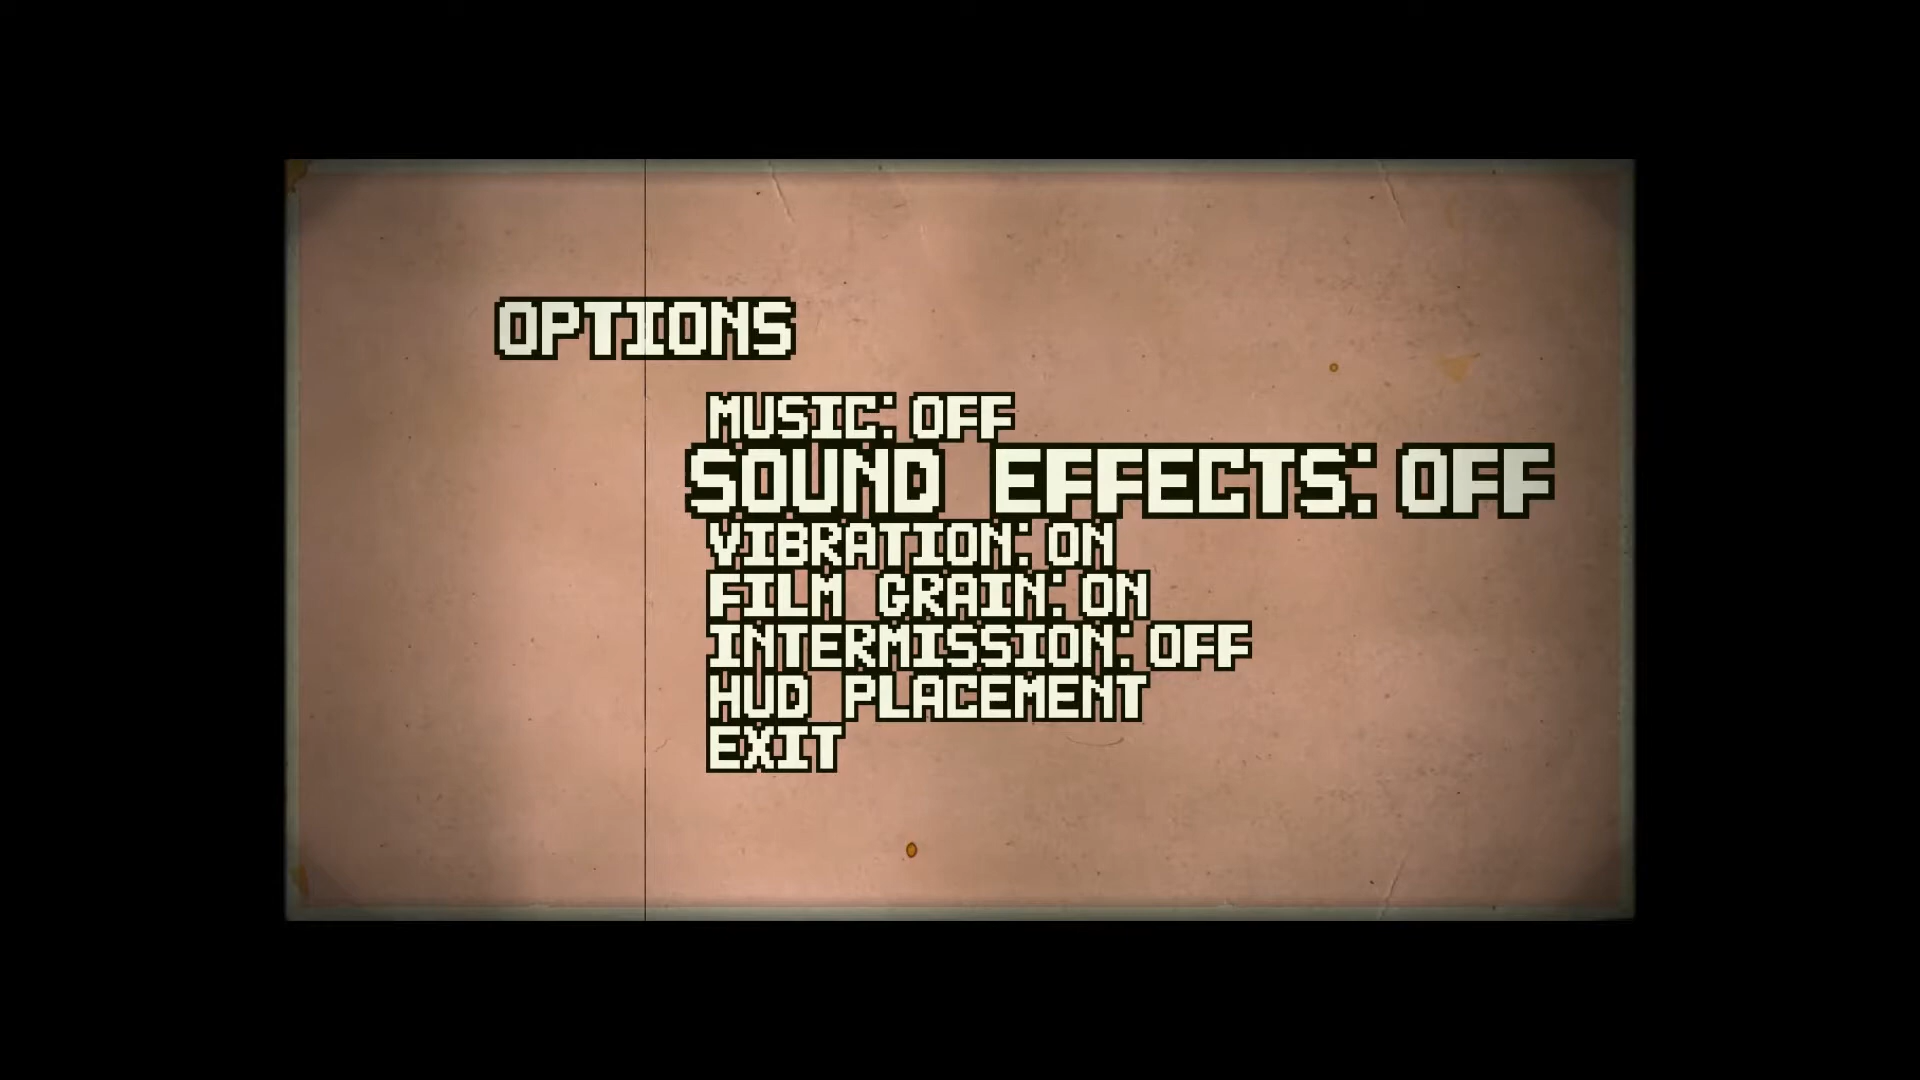 OPTIONS
MUSIC: OFF
SOUND EFFECTS: OFF
VIBRATION: ON
FILM GRAIN: ON
INTERMISSION: OFF
HUD PLACEMENT
EXIT